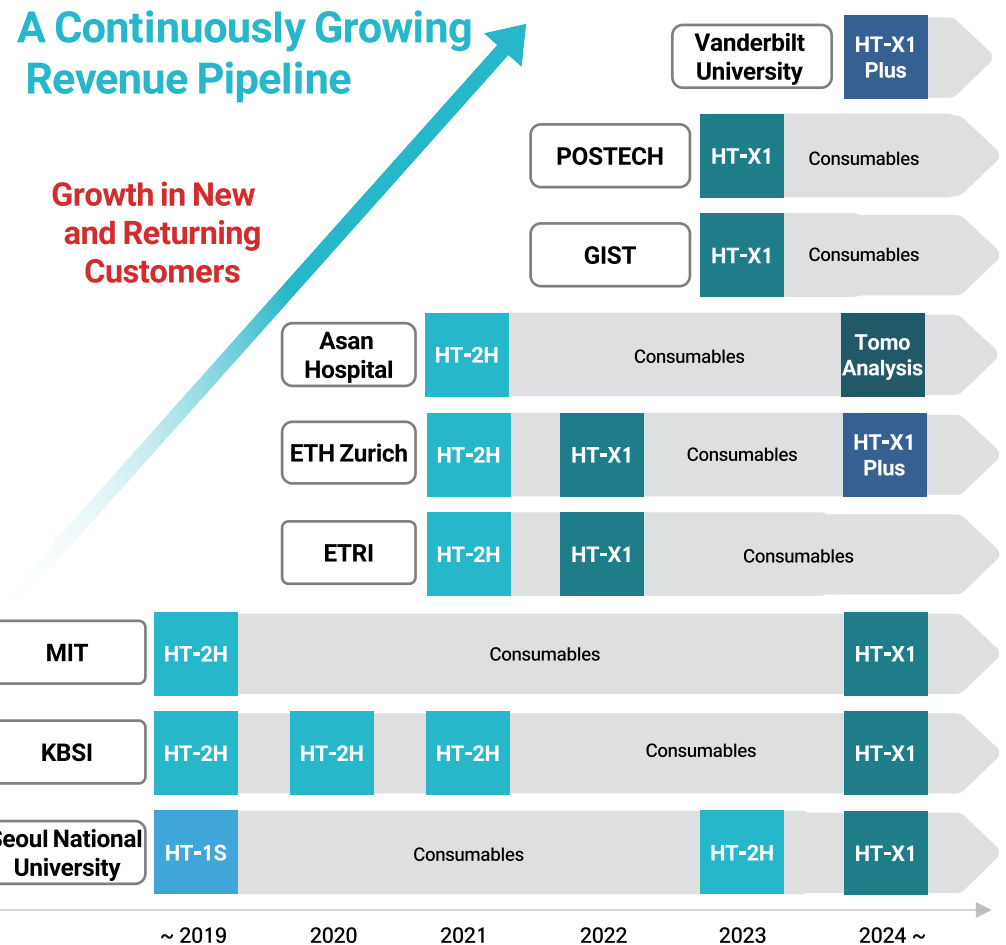 A Continuously Growing
Revenue Pipeline
Growth in New
and Returning
Customers
Vanderbilt
University
HT-X1
Plus
POSTECH
HT-X1
Consumables
GIST
HT-X1
Consumables
Asan
Hospital
HT-2H
Consumables
Tomo
Analysis
ETH Zurich
HT-2H
HT-X1
Consumables
HT-X1
Plus
ETRI
HT-2H
HT-X1
Consumables
MIT
HT-2H
Consumables
HT-X1
KBSI
HT-2H
HT-2H
HT-2H
Consumables
HT-X1
Seoul National
University
HT-1S
Consumables
HT-2H
HT-X1
~ 2019
2020
2021
2022
2023
2024 ~